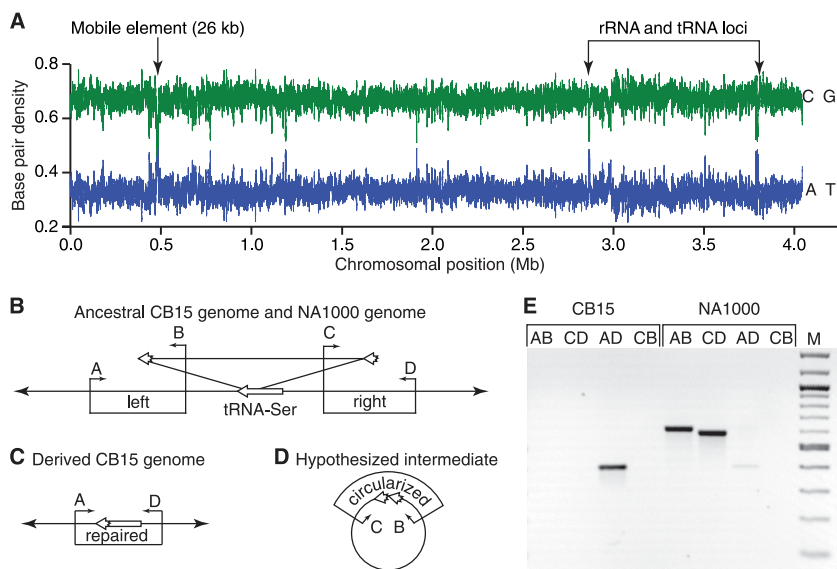 A
Mobile element (26 kb)
rRNA and tRNA loci
Base pair density
0.8
0.6
0.4
0.2
C G
A T
0.0 0.5 1.0 1.5 2.0 2.5 3.0 3.5 4.0
Chromosomal position (Mb)
B
Ancestral CB15 genome and NA1000 genome
A
B
C
D
left
tRNA-Ser
right
C Derived CB15 genome
A
D
repaired
D Hypothesized intermediate
circularized
C B
E
CB15 NA1000
AB CD AD CB AB CD AD CB M